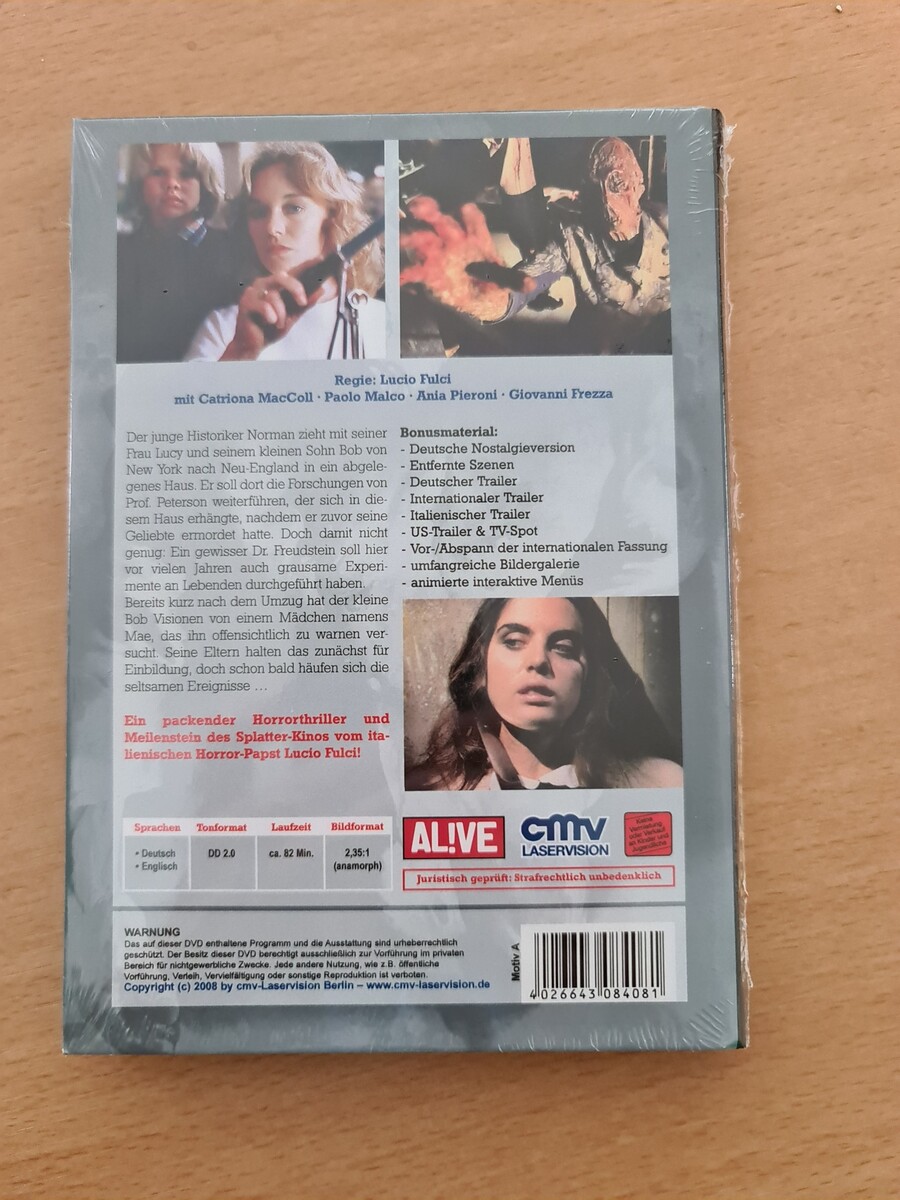 Regie: Lucio Fulci
mit Catriona MacColl · Paolo Malco · Ania Pieroni · Giovanni Frezza
Der junge Historiker Norman zieht mit seiner
Frau Lucy und seinem kleinen Sohn Bob von
New York nach Neu-England in ein abgele-
genes Haus. Er soll dort die Forschungen von
Prof. Peterson weiterführen, der sich in die-
sem Haus erhängte, nachdem er zuvor seine
Geliebte ermordet hatte. Doch damit nicht
genug: Ein gewisser Dr. Freudstein soll hier
vor vielen Jahren auch grausame Experi-
mente an Lebenden durchgeführt haben.
Bereits kurz nach dem Umzug hat der kleine
Bob Visionen von einem Mädchen namens
Mae, das ihn offensichtlich zu warnen ver-
sucht. Seine Eltern halten das zunächst für
Einbildung, doch schon bald häufen sich die
seltsamen Ereignisse ...
Ein packender Horrorthriller und
Meilenstein des Splatter-Kinos vom ita-
lienischen Horror-Papst Lucio Fulci!
Bonusmaterial:
- Deutsche Nostalgieversion
- Entfernte Szenen
- Deutscher Trailer
- Internationaler Trailer
- Italienischer Trailer
- US-Trailer & TV-Spot
- Vor-/Abspann der internationalen Fassung
- umfangreiche Bildergalerie
- animierte interaktive Menüs
Sprachen Tonformat Laufzeit Bildformat
• Deutsch DD 2.0 ca. 82 Min. 2,35:1
• Englisch (anamorph)
AL!VE
cmv
LASERVISION
Keine
Vermietung
oder Verkauf
an Kinder und
Jugendliche
Juristisch geprüft: Strafrechtlich unbedenklich
WARNUNG
Das auf dieser DVD enthaltene Programm und die Ausstattung sind urheberrechtlich
geschützt. Der Besitz dieser DVD berechtigt ausschließlich zur Vorführung im privaten
Bereich für nichtgewerbliche Zwecke. Jede andere Nutzung, wie z.B. öffentliche
Vorführung, Verleih, Vervielfältigung oder sonstige Reproduktion ist verboten.
Copyright (c) 2008 by cmv-Laservision Berlin – www.cmv-laservision.de
Motiv A
4 026643 084081